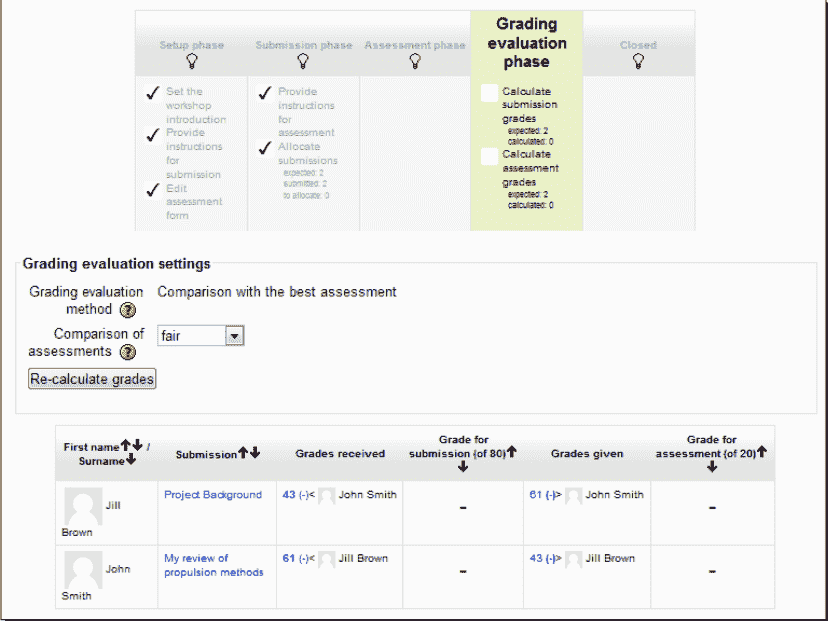 Setup phase
Submission phase
Assessment phase
Grading
evaluation
phase
Closed
Set the
workshop
introduction
Provide
instructions
for
submission
Edit
assessment
form
Provide
instructions
for
assessment
Allocate
submissions
expected: 2
submitted: 2
to allocate: 0
Calculate
submission
grades
expected: 2
calculated: 0
Calculate
assessment
grades
expected: 2
calculated: 0
Grading evaluation settings
Grading evaluation method
Comparison with the best assessment
Comparison of assessments
fair
Re-calculate grades
First name /
Surname
Submission
Grades received
Grade for
submission (of 80)
Grades given
Grade for
assessment (of 20)
Jill
Brown
Project Background
43 (-)< John Smith
-
61 (-)> John Smith
-
John
Smith
My review of
propulsion methods
61 (-)< Jill Brown
-
43 (-)> Jill Brown
-